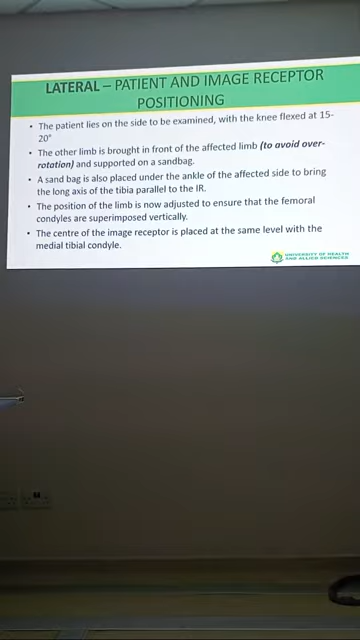 LATERAL – PATIENT AND IMAGE RECEPTOR
POSITIONING
• The patient lies on the side to be examined, with the knee flexed at 15-
20°
• The other limb is brought in front of the affected limb (to avoid over-
rotation) and supported on a sandbag.
• A sand bag is also placed under the ankle of the affected side to bring
the long axis of the tibia parallel to the IR.
• The position of the limb is now adjusted to ensure that the femoral
condyles are superimposed vertically.
• The centre of the image receptor is placed at the same level with the
medial tibial condyle.
UNIVERSITY OF HEALTH
AND ALLIED SCIENCES